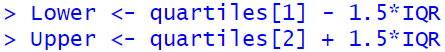 > Lower <- quartiles[1] - 1.5*IQR
> Upper <- quartiles[2] + 1.5*IQR